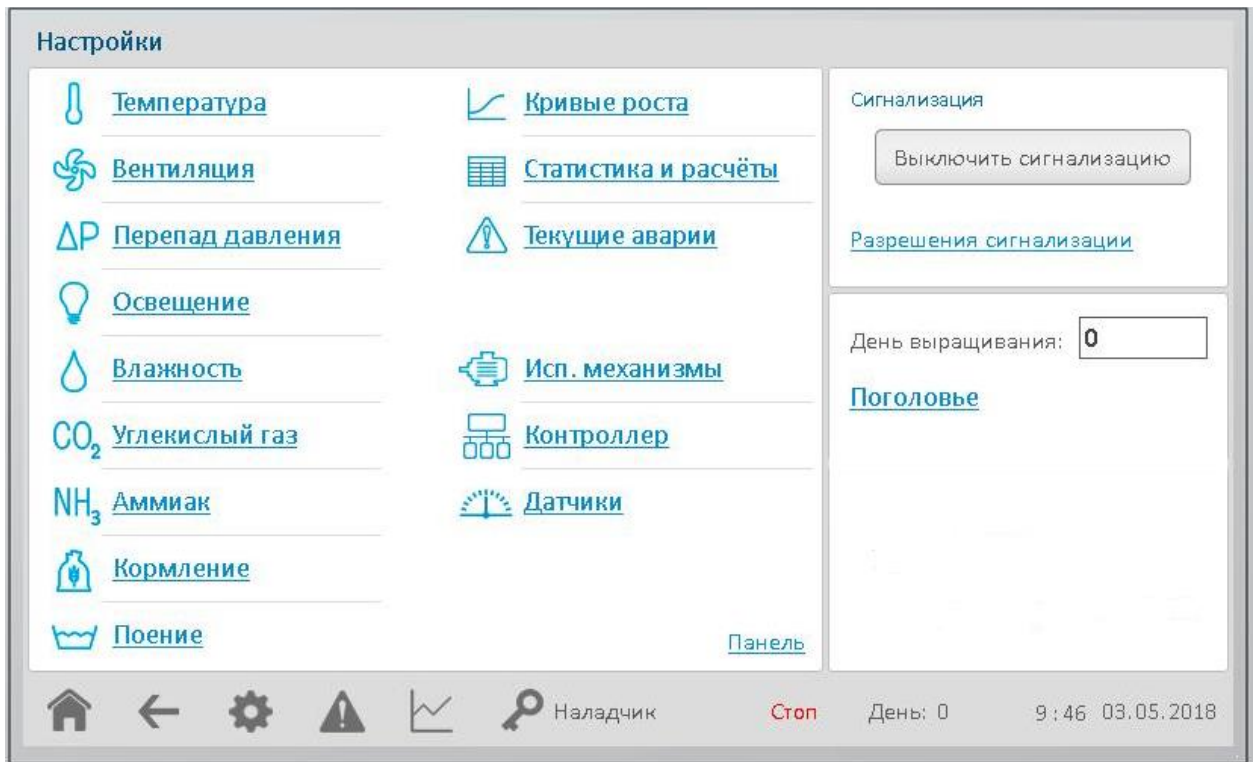 Настройки
Температура
Вентиляция
ΔP Перепад давления
Освещение
Влажность
CO₂ Углекислый газ
NH₃ Аммиак
Кормление
Поение
Кривые роста
Статистика и расчёты
Текущие аварии
Исп. механизмы
Контроллер
Датчики
Панель
Сигнализация
Выключить сигнализацию
Разрешения сигнализации
День выращивания: 0
Поголовье
Наладчик Стоп День: 0 9:46 03.05.2018